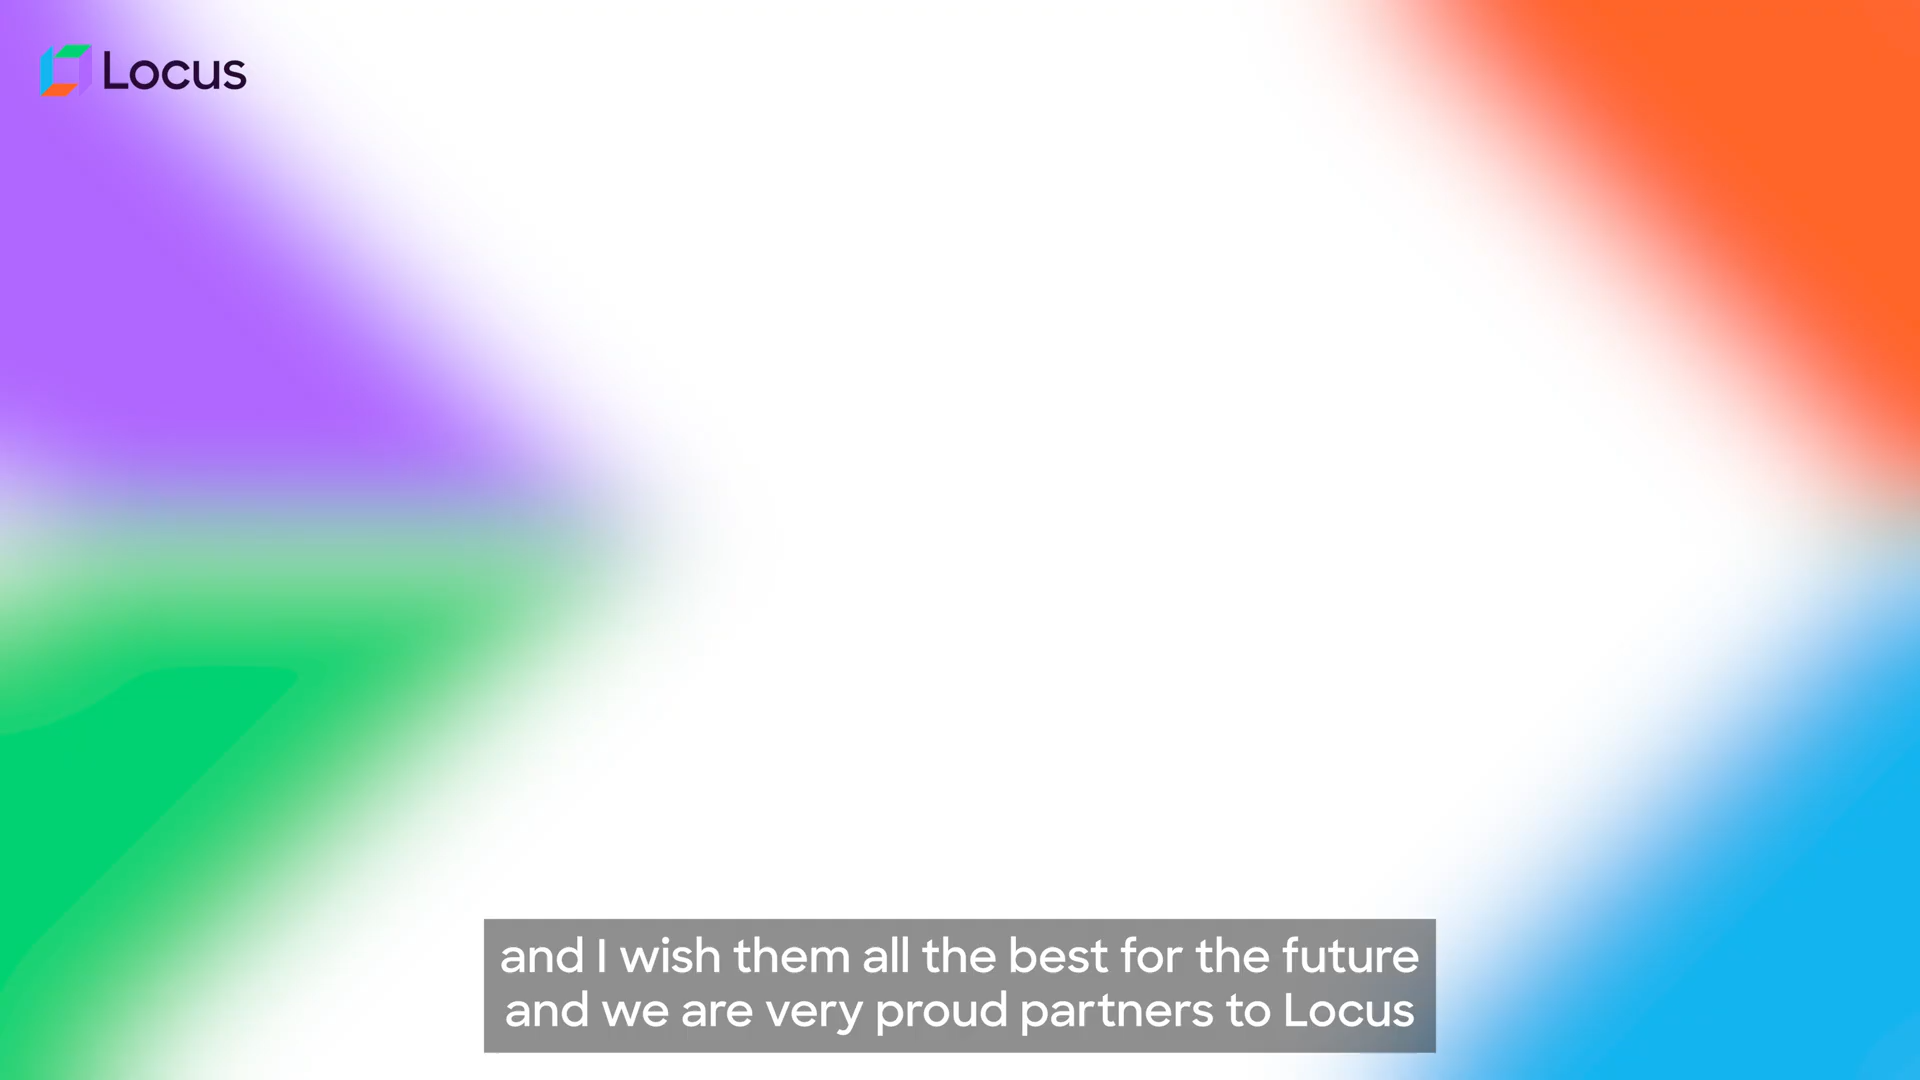 Locus
and I wish them all the best for the future
and we are very proud partners to Locus